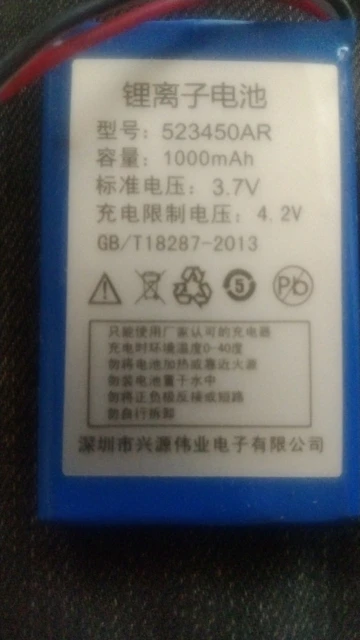 锂离子电池
型号：523450AR
容量：1000mAh
标准电压：3.7V
充电限制电压：4.2V
GB/T18287-2013
5
Pb
只能使用厂家认可的充电器
充电时环境温度0-40度
勿将电池加热或靠近火源
勿装电池置于水中
勿将正负极反接或短路
勿自行拆卸
深圳市兴源伟业电子有限公司